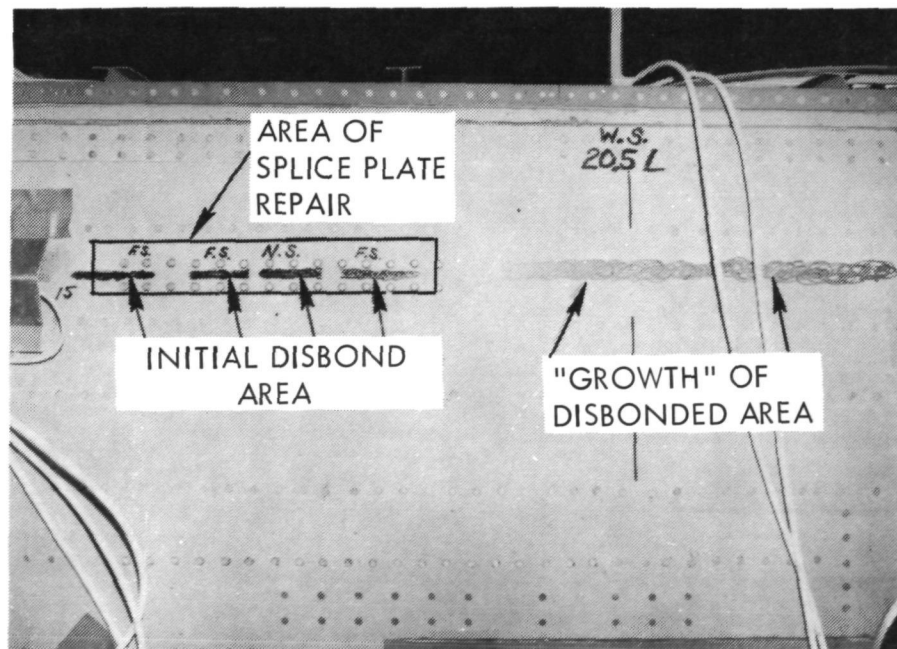 AREA OF
SPLICE PLATE
REPAIR
W.S.
20.5 L
F.S.
F.S.
N.S.
F.S.
15
INITIAL DISBOND
AREA
"GROWTH" OF
DISBONDED AREA